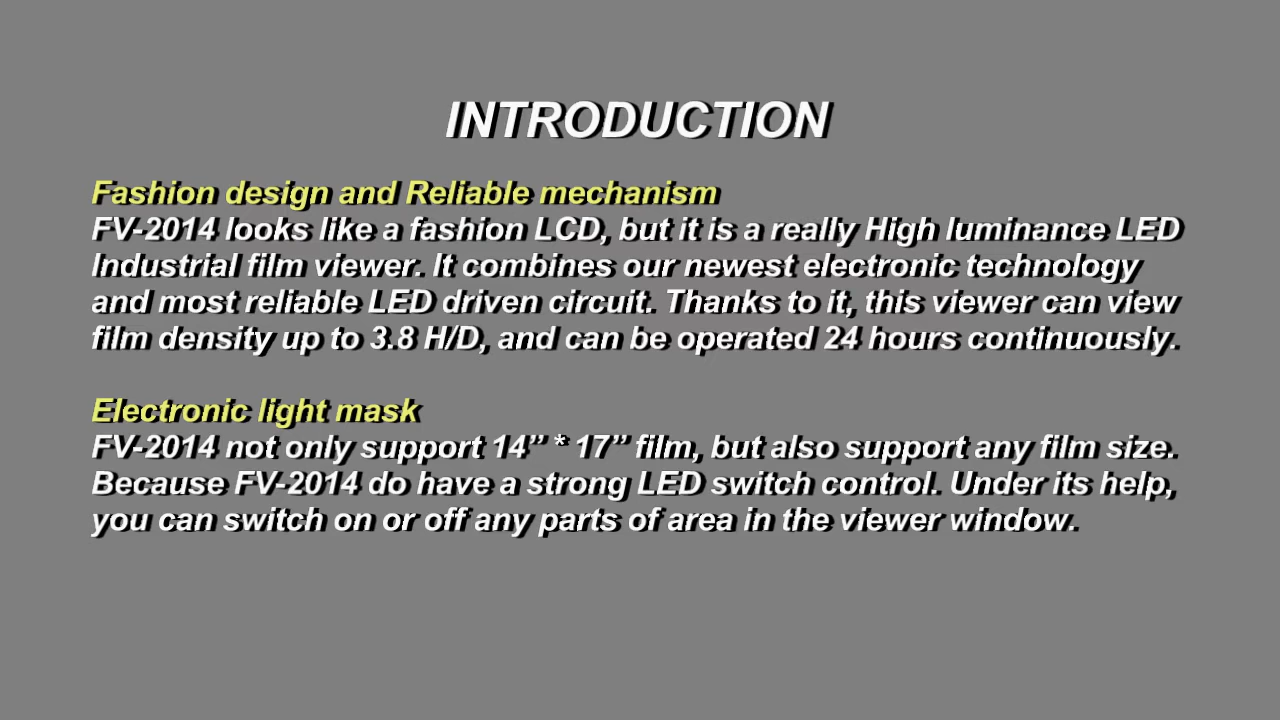 INTRODUCTION
Fashion design and Reliable mechanism
FV-2014 looks like a fashion LCD, but it is a really High luminance LED
Industrial film viewer. It combines our newest electronic technology
and most reliable LED driven circuit. Thanks to it, this viewer can view
film density up to 3.8 H/D, and can be operated 24 hours continuously.
Electronic light mask
FV-2014 not only support 14” * 17” film, but also support any film size.
Because FV-2014 do have a strong LED switch control. Under its help,
you can switch on or off any parts of area in the viewer window.